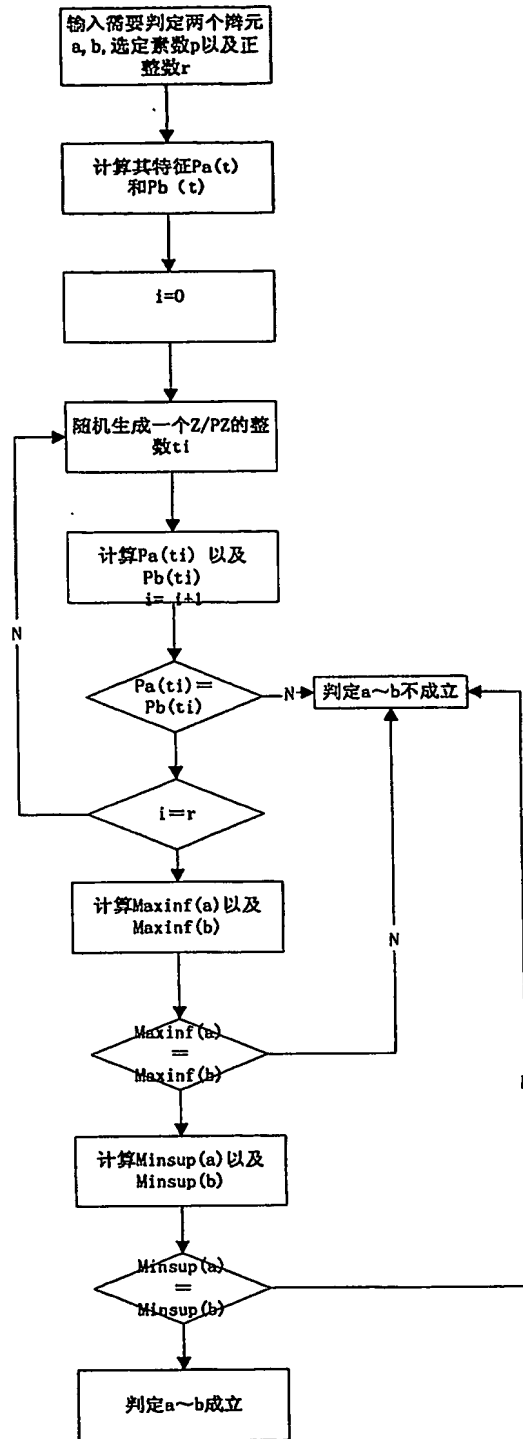 输入需要判定两个辫元
a,b,选定素数p以及正
整数r
计算其特征Pa(t)
和Pb(t)
i=0
随机生成一个Z/PZ的整
数ti
计算Pa(ti) 以及
Pb(ti)
i= i+1
N
Pa(ti)=
Pb(ti)
N
判定a～b不成立
i=r
计算Maxinf(a)以及
Maxinf(b)
N
Maxinf(a)
=
Maxinf(b)
计算Minsup(a)以及
Minsup(b)
Minsup(a)
=
Minsup(b)
判定a～b成立